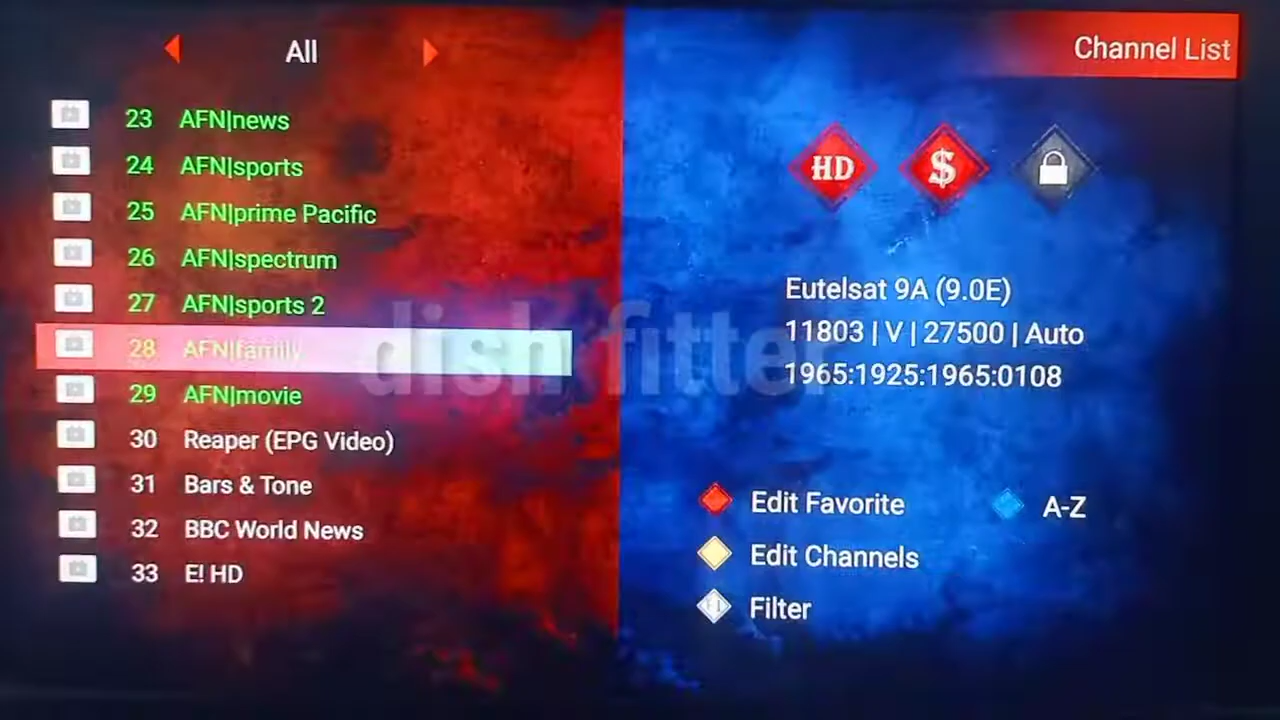 All
Channel List
23 AFN|news
24 AFN|sports
25 AFN|prime Pacific
26 AFN|spectrum
27 AFN|sports 2
28 AFN|family
29 AFN|movie
30 Reaper (EPG Video)
31 Bars & Tone
32 BBC World News
33 E! HD
HD
$
Eutelsat 9A (9.0E)
11803 | V | 27500 | Auto
1965:1925:1965:0108
Edit Favorite
A-Z
Edit Channels
Filter
dish fitter